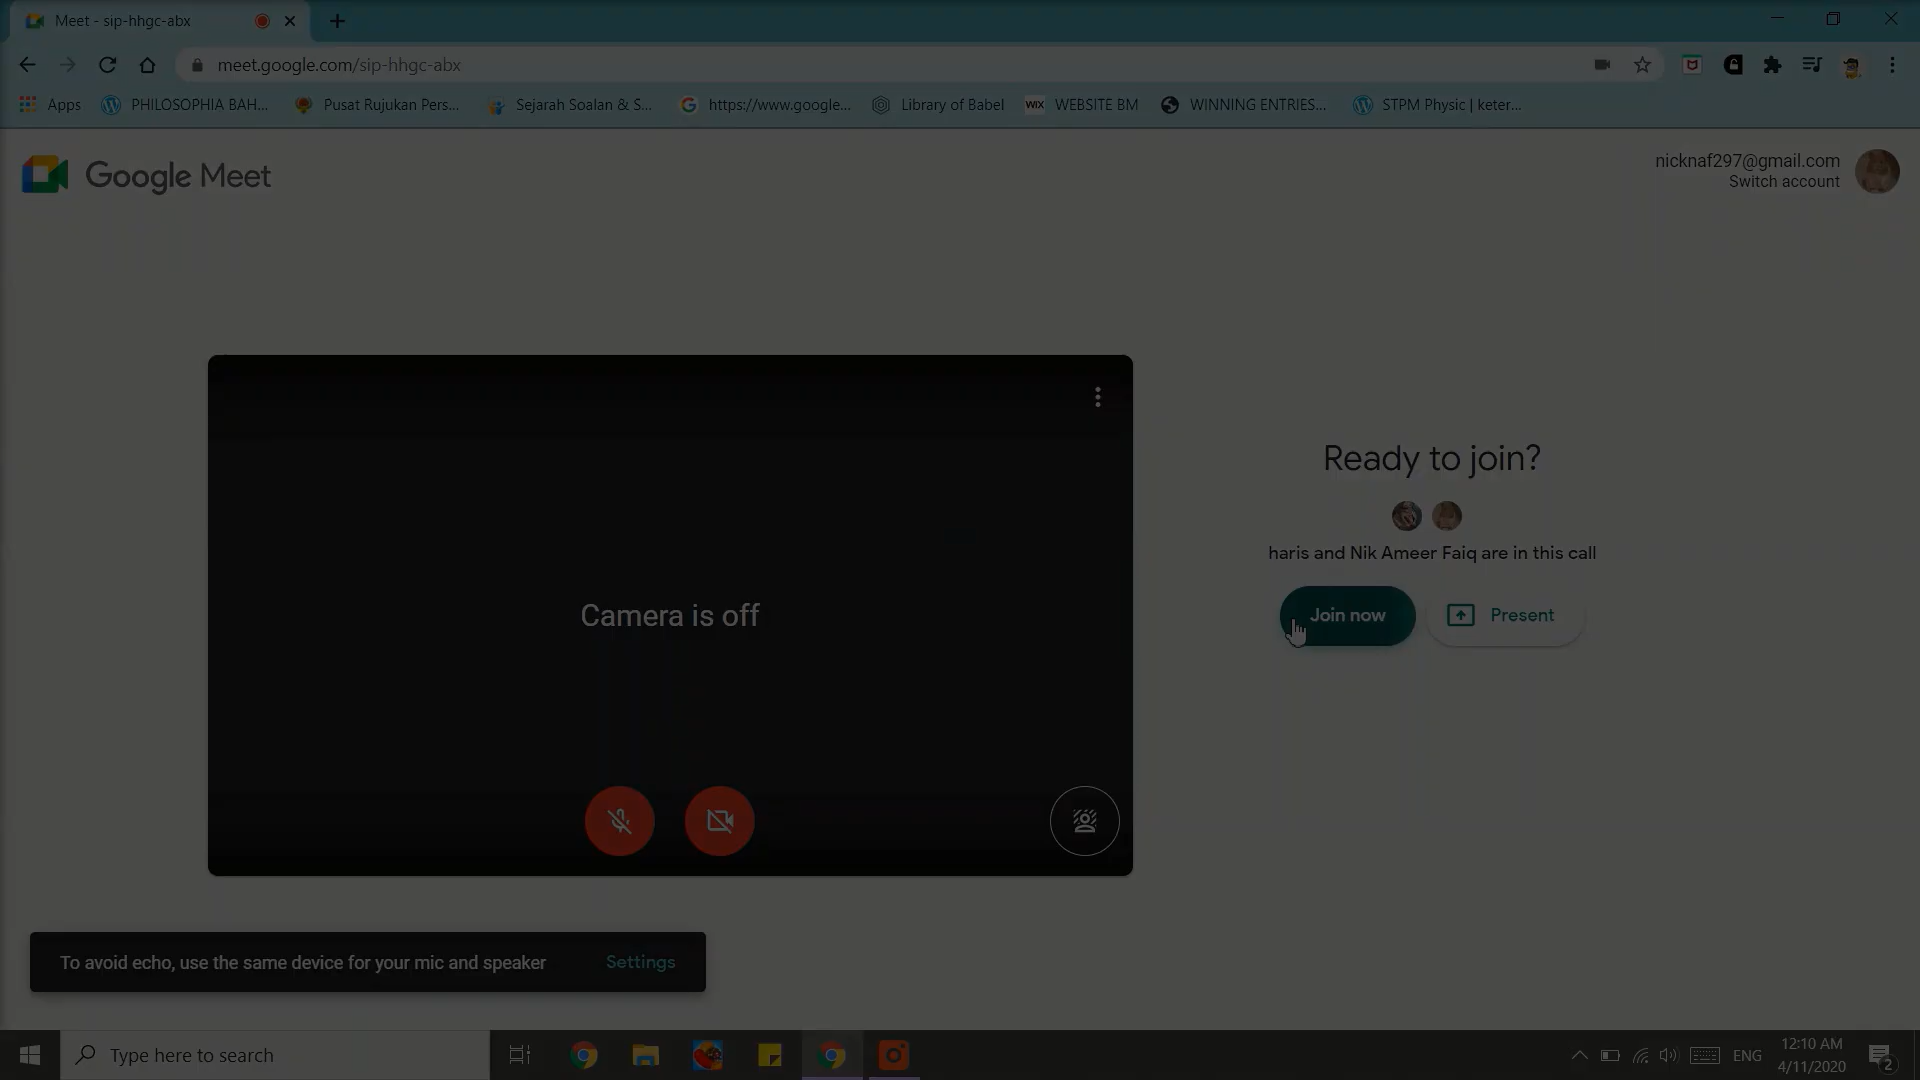 Meet - sip-hhgc-abx
meet.google.com/sip-hhgc-abx
Apps PHILOSOPHIA BAH... Pusat Rujukan Pers... Sejarah Soalan & S... https://www.google... Library of Babel WIX WEBSITE BM WINNING ENTRIES... STPM Physic | keter...
Google Meet
nicknaf297@gmail.com
Switch account
Camera is off
Ready to join?
haris and Nik Ameer Faiq are in this call
Join now Present
To avoid echo, use the same device for your mic and speaker Settings
Type here to search
ENG
12:10 AM
4/11/2020
2